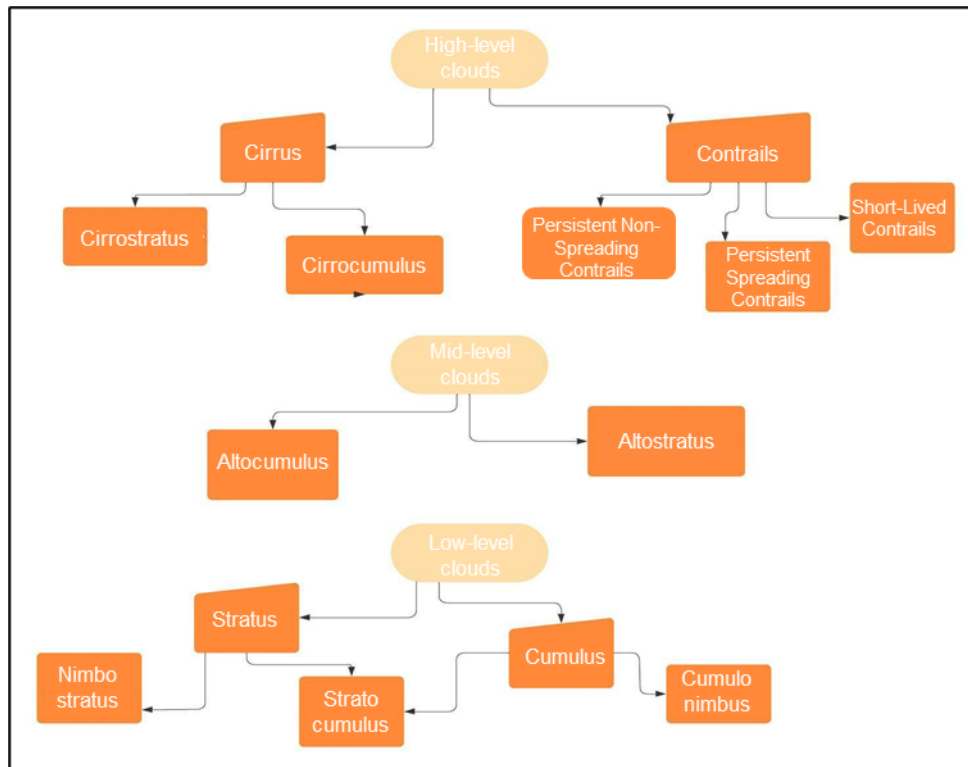 High-level
clouds
Cirrus
Contrails
Cirrostratus
Cirrocumulus
Persistent Non-
Spreading
Contrails
Persistent
Spreading
Contrails
Short-Lived
Contrails
Mid-level
clouds
Altocumulus
Altostratus
Low-level
clouds
Stratus
Cumulus
Nimbo
stratus
Strato
cumulus
Cumulo
nimbus